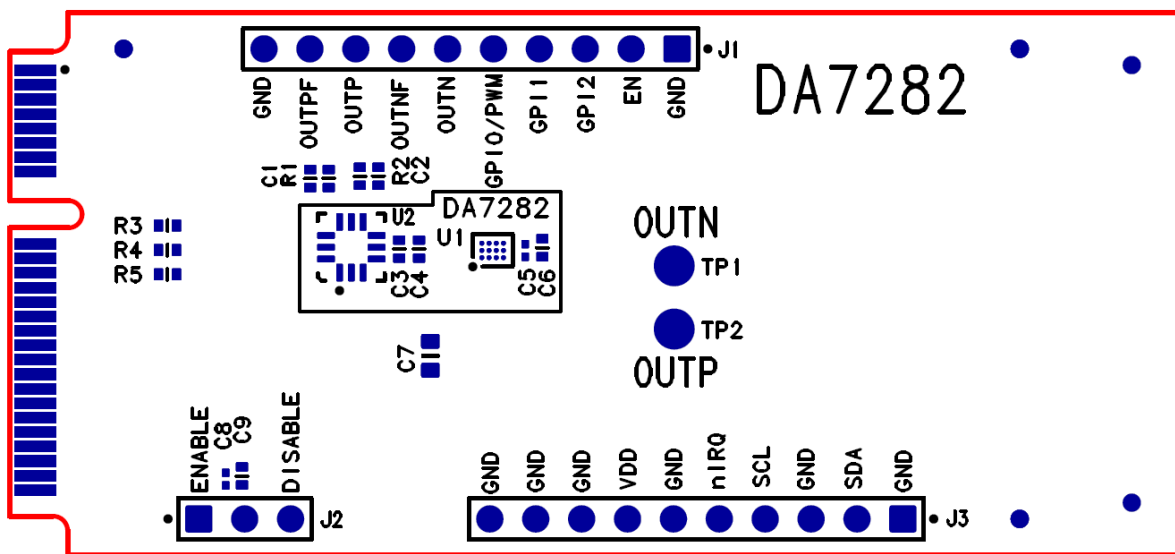 J1
GND
OUTPF
OUTP
OUTNF
OUTN
GPIO/PWM
GPI1
GPI2
EN
GND
DA7282
C1
R1
R2
C2
DA7282
U2
U1
R3
R4
R5
C3
C4
C5
C6
OUTN
TP1
TP2
OUTP
C7
ENABLE
C8
C9
DISABLE
J2
GND
GND
GND
VDD
GND
nIRQ
SCL
GND
SDA
GND
J3